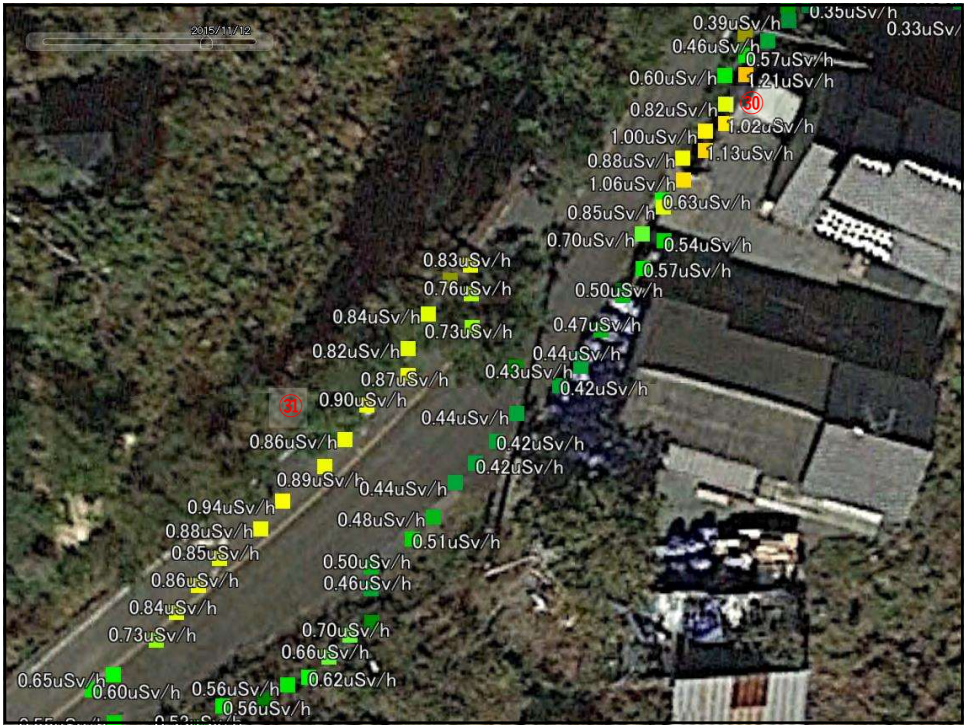 2015/11/12
0.35uSv/h
0.39uSv/h
0.33uSv/
0.46uSv/h
0.57uSv/h
0.60uSv/h
1.21uSv/h
㉚
0.82uSv/h
1.02uSv/h
1.00uSv/h
1.13uSv/h
0.88uSv/h
1.06uSv/h
0.63uSv/h
0.85uSv/h
0.70uSv/h
0.54uSv/h
0.83uSv/h
0.57uSv/h
0.76uSv/h
0.50uSv/h
0.84uSv/h
0.73uSv/h
0.47uSv/h
0.82uSv/h
0.44uSv/h
0.43uSv/h
0.87uSv/h
0.42uSv/h
0.90uSv/h
㉛
0.44uSv/h
0.86uSv/h
0.42uSv/h
0.42uSv/h
0.89uSv/h
0.44uSv/h
0.94uSv/h
0.48uSv/h
0.88uSv/h
0.51uSv/h
0.85uSv/h
0.50uSv/h
0.86uSv/h
0.46uSv/h
0.84uSv/h
0.73uSv/h
0.70uSv/h
0.66uSv/h
0.65uSv/h
0.62uSv/h
0.60uSv/h
0.56uSv/h
0.56uSv/h